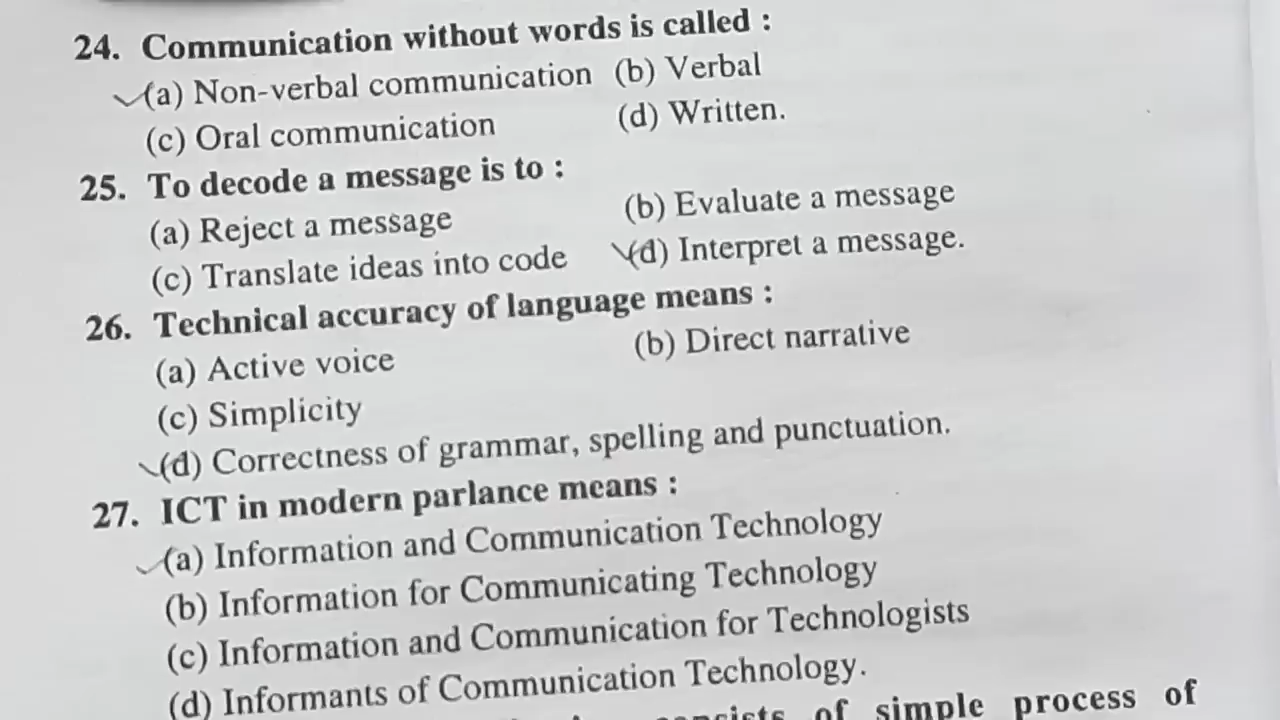 24. Communication without words is called :
(a) Non-verbal communication (b) Verbal
(c) Oral communication (d) Written.
25. To decode a message is to :
(a) Reject a message (b) Evaluate a message
(c) Translate ideas into code (d) Interpret a message.
26. Technical accuracy of language means :
(a) Active voice (b) Direct narrative
(c) Simplicity
(d) Correctness of grammar, spelling and punctuation.
27. ICT in modern parlance means :
(a) Information and Communication Technology
(b) Information for Communicating Technology
(c) Information and Communication for Technologists
(d) Informants of Communication Technology.
consists of simple process of